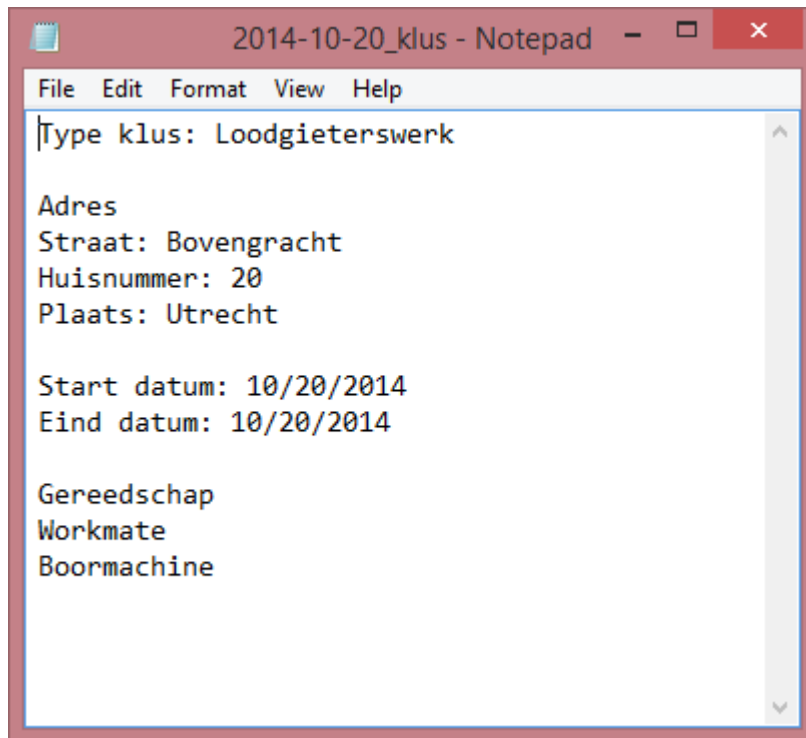 2014-10-20_klus - Notepad
File Edit Format View Help
Type klus: Loodgieterswerk
Adres
Straat: Bovengracht
Huisnummer: 20
Plaats: Utrecht
Start datum: 10/20/2014
Eind datum: 10/20/2014
Gereedschap
Workmate
Boormachine